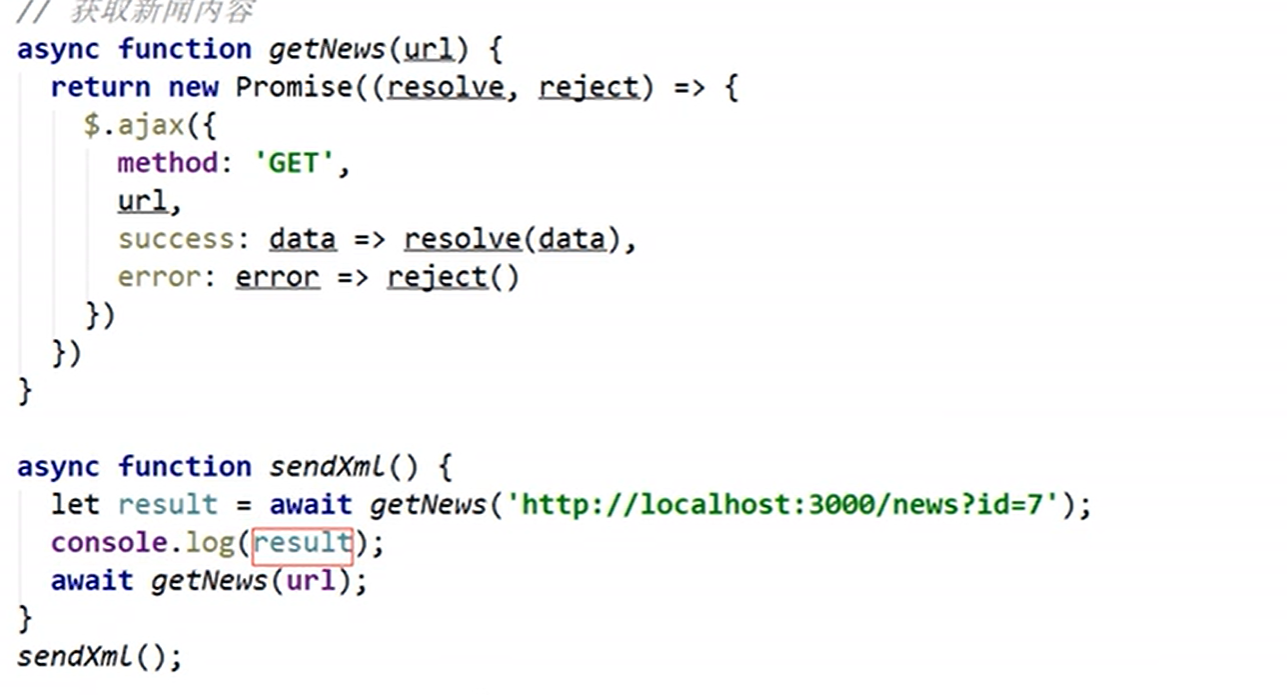 // 获取新闻内容
async function getNews(url) {
return new Promise((resolve, reject) => {
$.ajax({
method: 'GET',
url,
success: data => resolve(data),
error: error => reject()
})
})
}
async function sendXml() {
let result = await getNews('http://localhost:3000/news?id=7');
console.log(result);
await getNews(url);
}
sendXml();